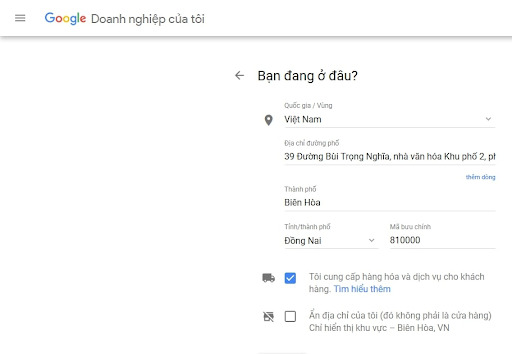 Google Doanh nghiệp của tôi
Bạn đang ở đâu?
Quốc gia / Vùng
Việt Nam
Địa chỉ đường phố
39 Đường Bùi Trọng Nghĩa, nhà văn hóa Khu phố 2, pl
thêm dòng
Thành phố
Biên Hòa
Tỉnh/thành phố Mã bưu chính
Đồng Nai 810000
Tôi cung cấp hàng hóa và dịch vụ cho khách
hàng. Tìm hiểu thêm
Ẩn địa chỉ của tôi (đó không phải là cửa hàng)
Chỉ hiển thị khu vực – Biên Hòa, VN